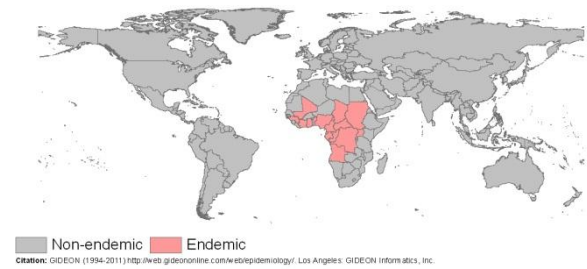 Non-endemic Endemic
Citation: GIDEON (1994-2011) http://web.gideononline.com/web/epidemiology/. Los Angeles: GIDEON Informatics, Inc.